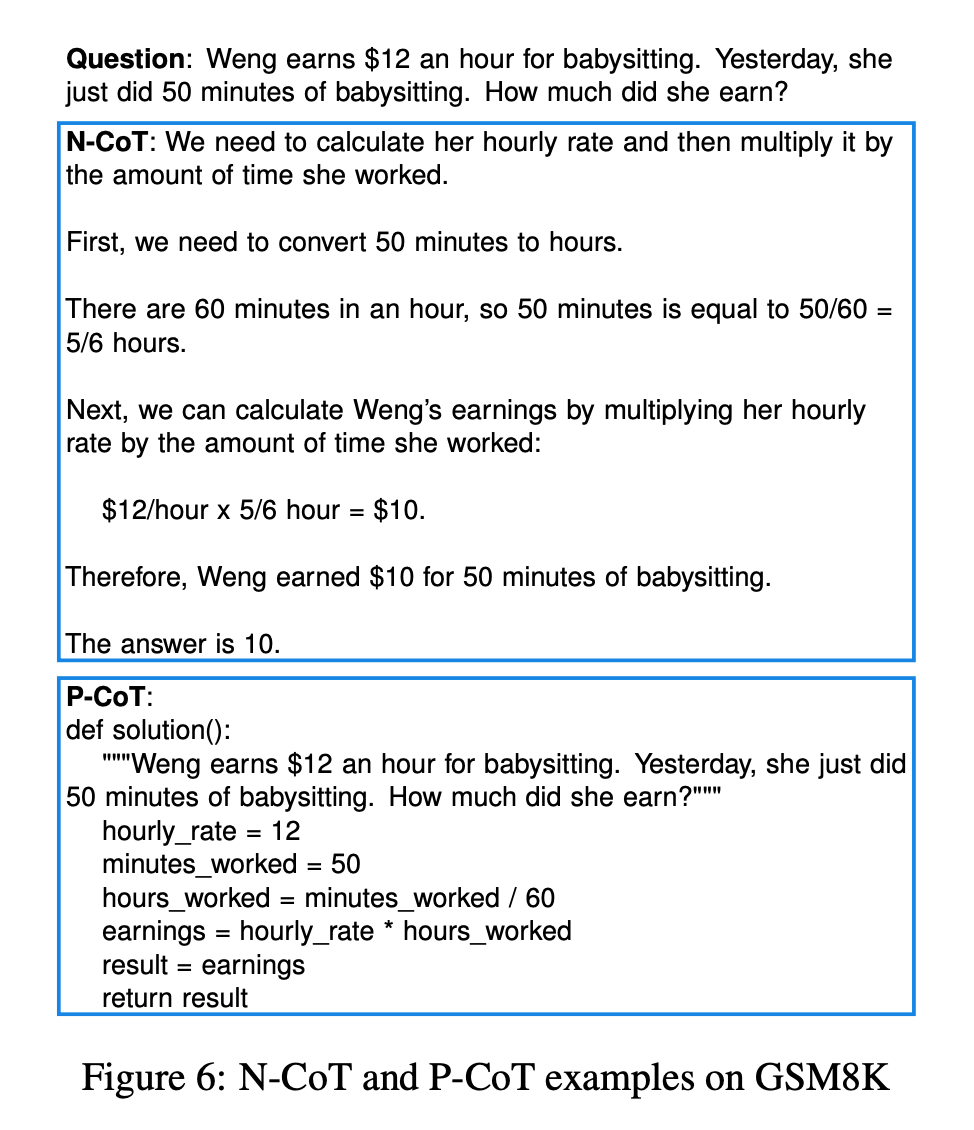 Question: Weng earns $12 an hour for babysitting. Yesterday, she
just did 50 minutes of babysitting. How much did she earn?
N-CoT: We need to calculate her hourly rate and then multiply it by
the amount of time she worked.
First, we need to convert 50 minutes to hours.
There are 60 minutes in an hour, so 50 minutes is equal to 50/60 =
5/6 hours.
Next, we can calculate Weng's earnings by multiplying her hourly
rate by the amount of time she worked:
$12/hour x 5/6 hour = $10.
Therefore, Weng earned $10 for 50 minutes of babysitting.
The answer is 10.
P-CoT:
def solution():
"""Weng earns $12 an hour for babysitting. Yesterday, she just did
50 minutes of babysitting. How much did she earn?"""
hourly_rate = 12
minutes_worked = 50
hours_worked = minutes_worked / 60
earnings = hourly_rate * hours_worked
result = earnings
return result
Figure 6: N-CoT and P-CoT examples on GSM8K